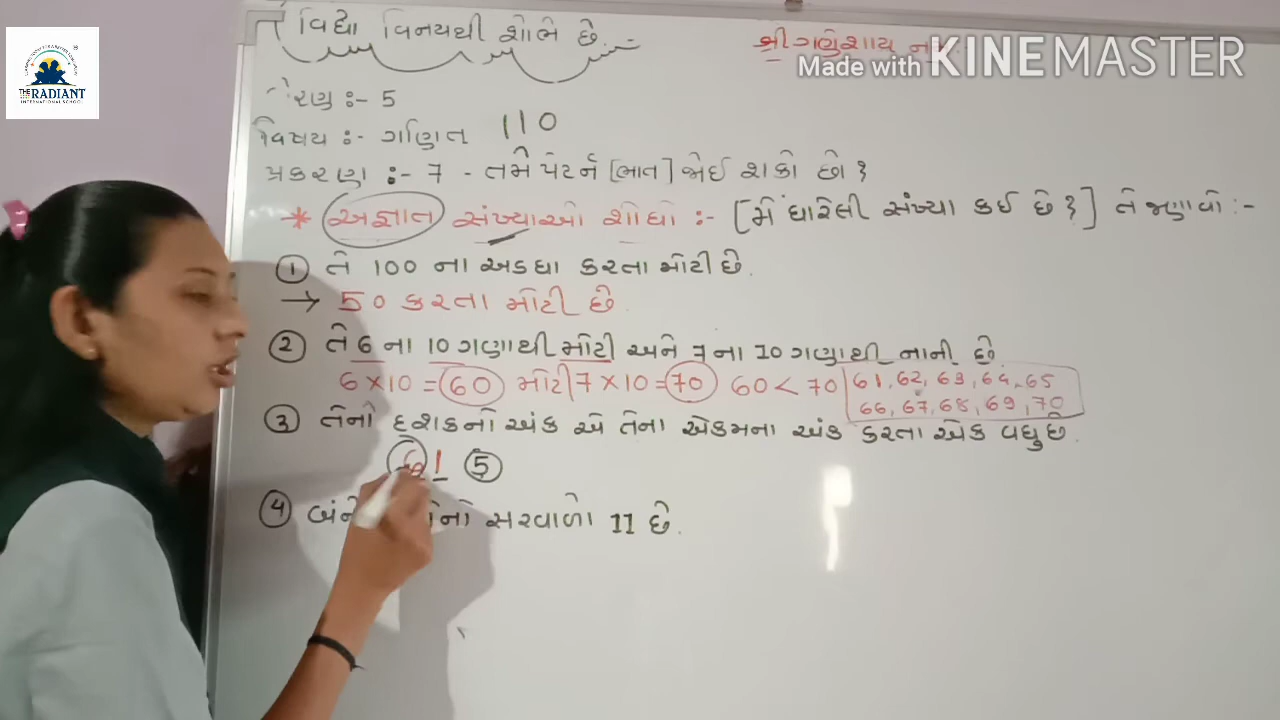 વિદ્યા વિનયથી શોભે છે.
શ્રી ગણેશાય
Made with KINEMASTER
THE RADIANT
INTERNATIONAL SCHOOL
:- 5
વિષય :- ગણિત 110
પ્રકરણ :- 7 - તમે પેટર્ન [ભાત] જોઈ શકો છો?
* અજ્ઞાત સંખ્યાઓ શોધો :- [મેં ધારેલી સંખ્યા કઈ છે?] તે જણાવો :-
① તે 100 ના અડધા કરતા મોટી છે.
→ 50 કરતા મોટી છે
② તે 6 ના 10 ગણાથી મોટી અને 7 ના 10 ગણાથી નાની છે
6 × 10 = 60 મોટી 7 × 10 = 70 60 < 70 61, 62, 63, 64, 65
66, 67, 68, 69, 70
③ તેનો દશકનો અંક એ તેના એકમના અંક કરતા એક વધુ છે.
61 5
④ સરવાળો 11 છે.